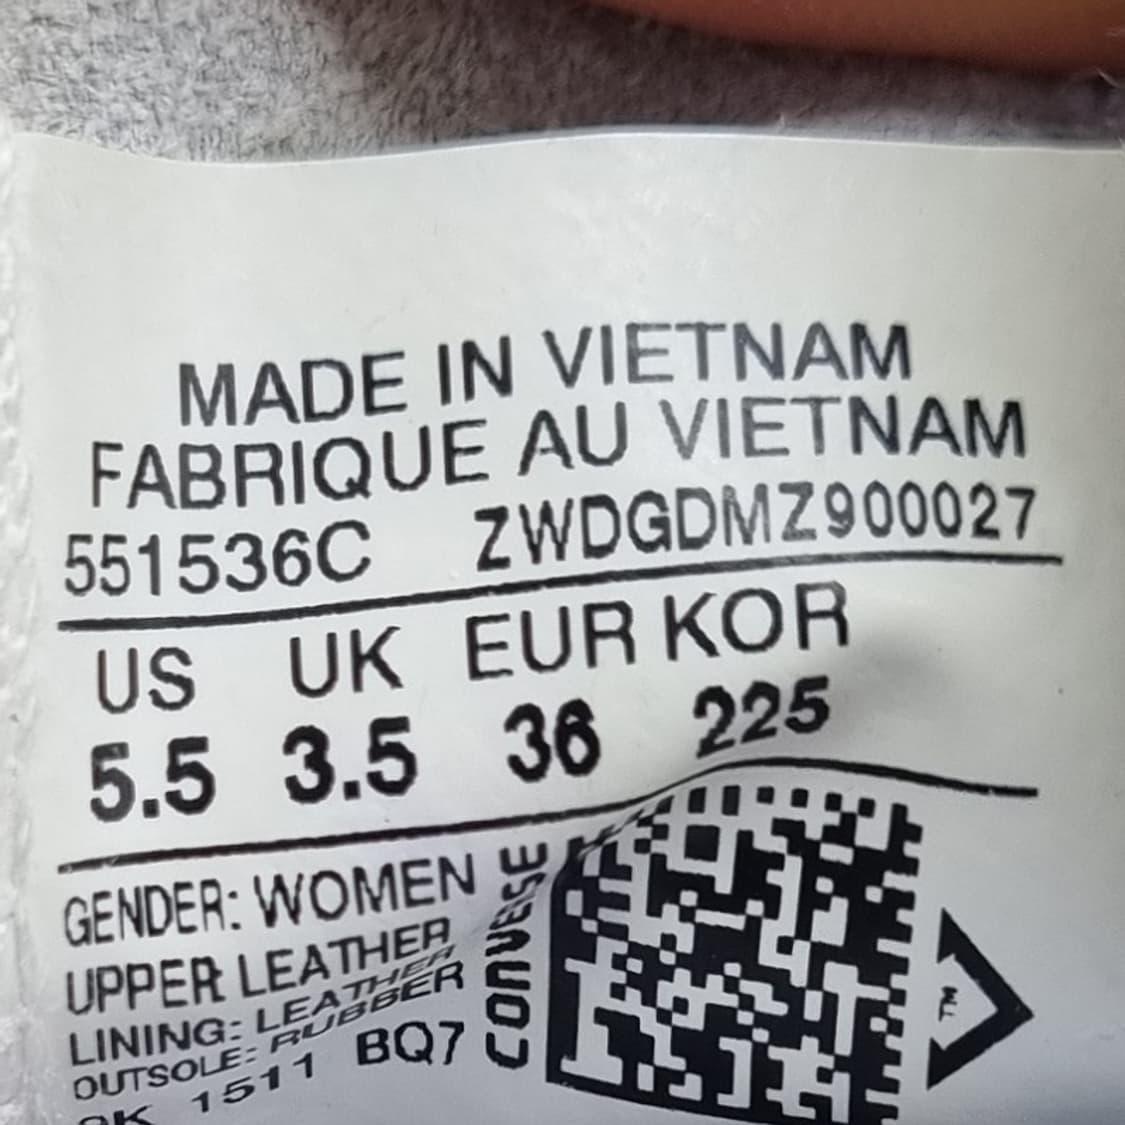 MADE IN VIETNAM
FABRIQUE AU VIETNAM
551536C ZWDGDMZ900027
US UK EUR KOR
5.5 3.5 36 225
GENDER: WOMEN
UPPER LEATHER
LINING: LEATHER
OUTSOLE: RUBBER
1511 BQ7
CONVERSE